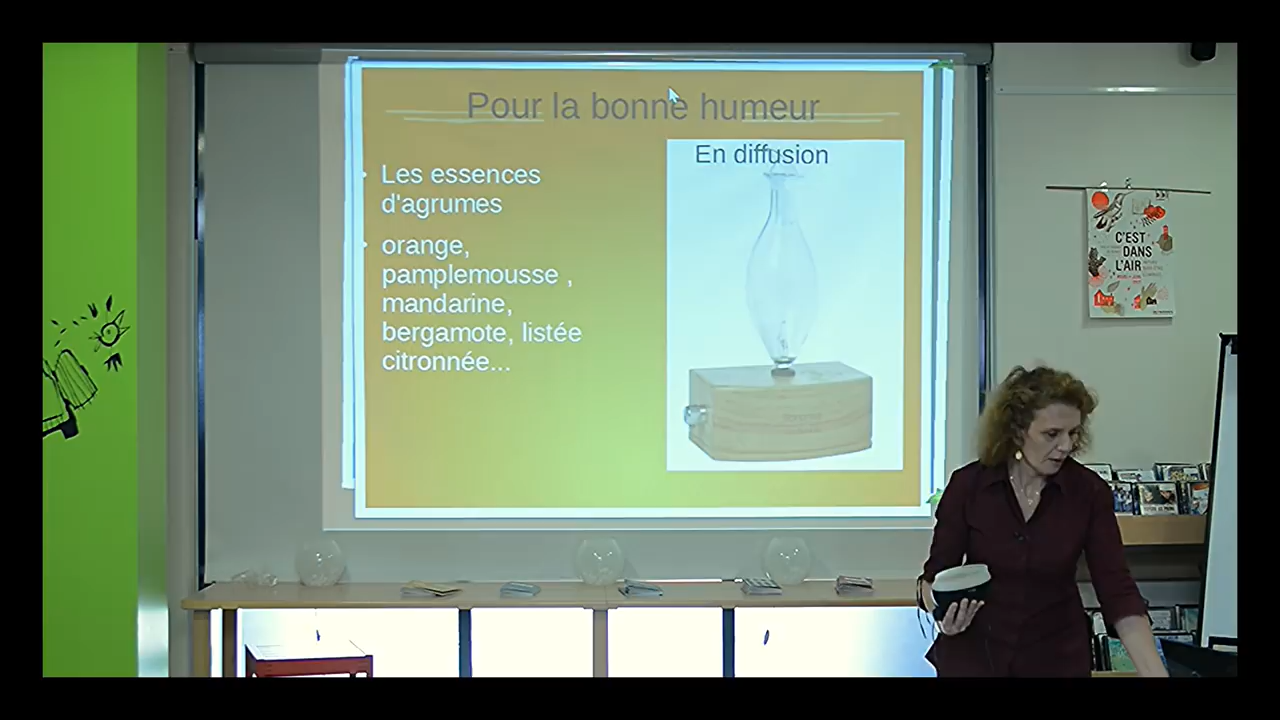 Pour la bonne humeur
En diffusion
Les essences
d'agrumes
orange,
pamplemousse ,
mandarine,
bergamote, listée
citronnée...
C'EST
DANS
L'AIR